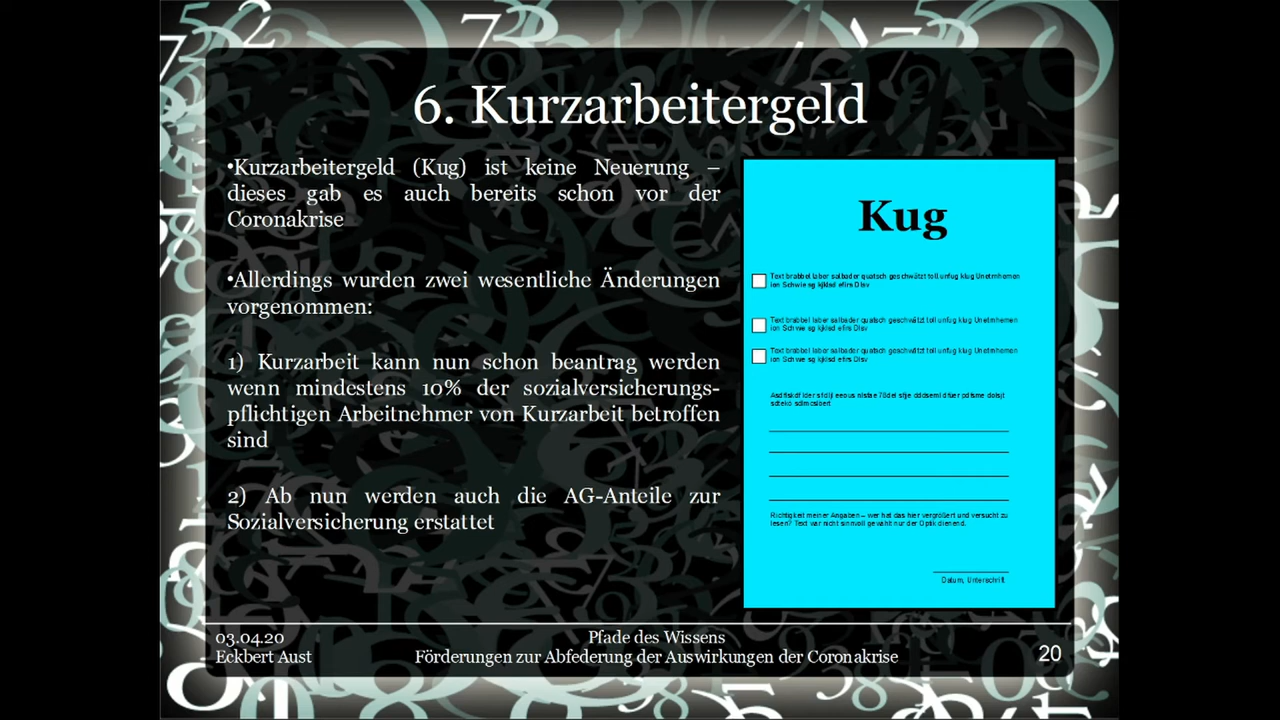 6. Kurzarbeitergeld
•Kurzarbeitergeld (Kug) ist keine Neuerung –
dieses gab es auch bereits schon vor der
Coronakrise
•Allerdings wurden zwei wesentliche Änderungen
vorgenommen:
1) Kurzarbeit kann nun schon beantrag werden
wenn mindestens 10% der sozialversicherungs-
pflichtigen Arbeitnehmer von Kurzarbeit betroffen
sind
2) Ab nun werden auch die AG-Anteile zur
Sozialversicherung erstattet
Kug
Text brabbel laber salbader quatsch geschwätzt toll unfug klug
Text brabbel laber salbader quatsch geschwätzt toll unfug klug
Text brabbel laber salbader quatsch geschwätzt toll unfug klug
Richtigkeit meiner Angaben – wer hat das hier vergrößert und versucht zu
lesen? Text war nicht sinnvoll gewählt nur der Optik dienend.
Datum, Unterschrift
03.04.20
Eckbert Aust
Pfade des Wissens
Förderungen zur Abfederung der Auswirkungen der Coronakrise
20